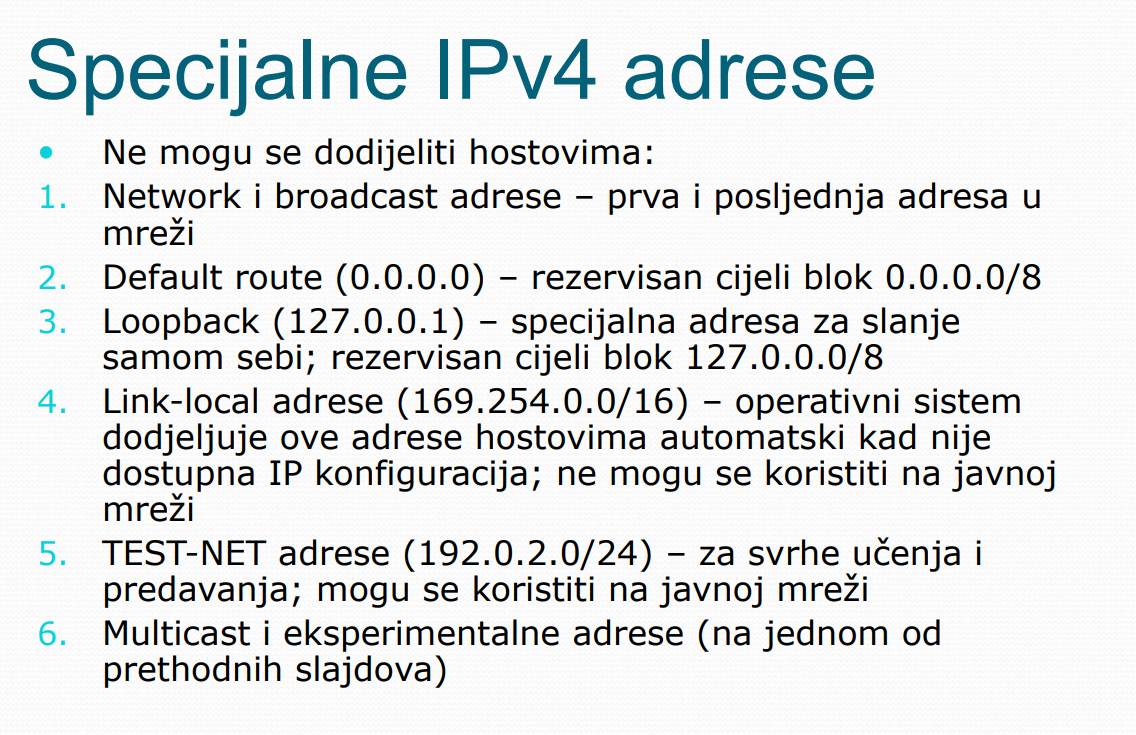 Specijalne IPv4 adrese
• Ne mogu se dodijeliti hostovima:
1. Network i broadcast adrese – prva i posljednja adresa u
mreži
2. Default route (0.0.0.0) – rezervisan cijeli blok 0.0.0.0/8
3. Loopback (127.0.0.1) – specijalna adresa za slanje
samom sebi; rezervisan cijeli blok 127.0.0.0/8
4. Link-local adrese (169.254.0.0/16) – operativni sistem
dodjeljuje ove adrese hostovima automatski kad nije
dostupna IP konfiguracija; ne mogu se koristiti na javnoj
mreži
5. TEST-NET adrese (192.0.2.0/24) – za svrhe učenja i
predavanja; mogu se koristiti na javnoj mreži
6. Multicast i eksperimentalne adrese (na jednom od
prethodnih slajdova)